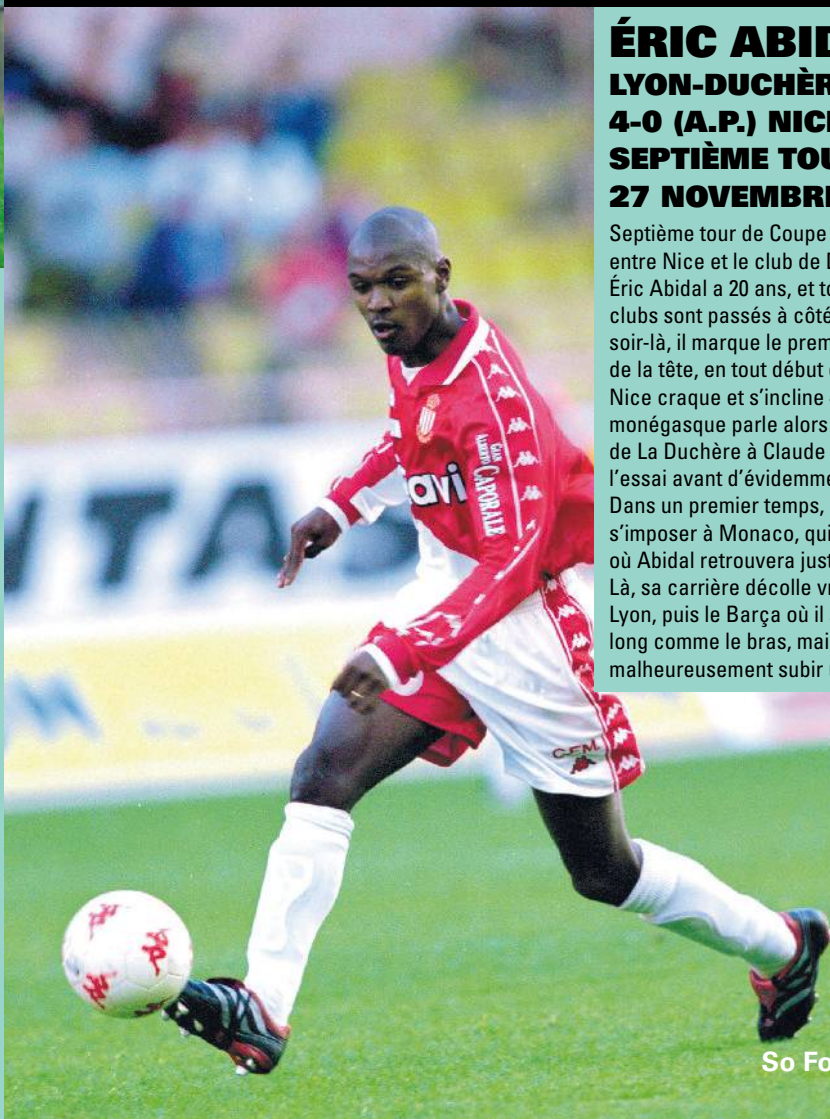 ÉRIC ABID
LYON-DUCHÈR
4-0 (A.P.) NIC
SEPTIÈME TOU
27 NOVEMBR
Septième tour de Coupe
entre Nice et le club de
Éric Abidal a 20 ans, et to
clubs sont passés à côté
soir-là, il marque le prem
de la tête, en tout début
Nice craque et s'incline
monégasque parle alors
de La Duchère à Claude
l'essai avant d'évidemme
Dans un premier temps,
s'imposer à Monaco, qui
où Abidal retrouvera just
Là, sa carrière décolle vr
Lyon, puis le Barça où il
long comme le bras, mai
malheureusement subir
avi
GRAN
ALBERTO
CAPORALE
C.F.M.
So Fo